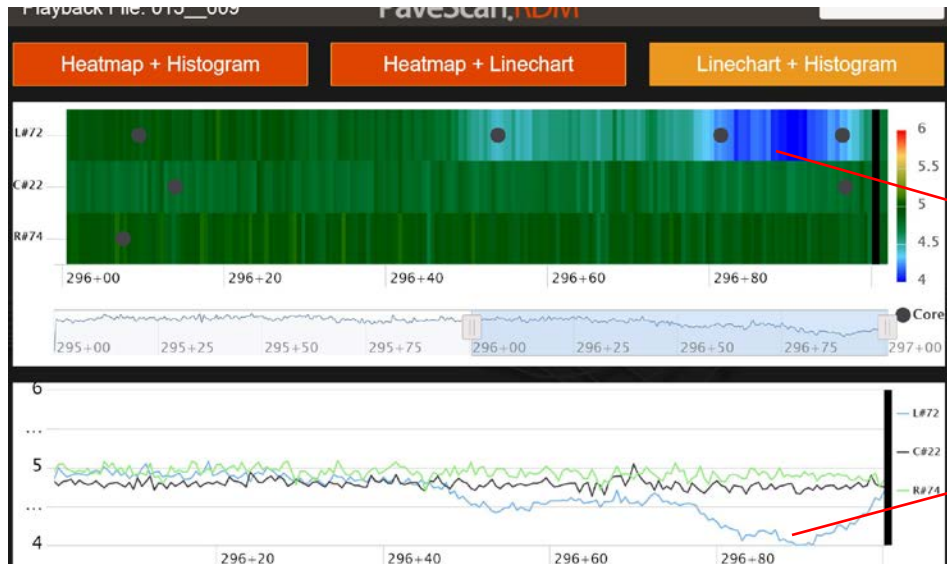 Playback File: 015__009
PaveScan.RDM
Heatmap + Histogram
Heatmap + Linechart
Linechart + Histogram
L#72
C#22
R#74
6
5.5
5
4.5
4
296+00
296+20
296+40
296+60
296+80
Core
295+00
295+25
295+50
295+75
296+00
296+25
296+50
296+75
297+00
6
...
5
...
4
L#72
C#22
R#74
296+20
296+40
296+60
296+80